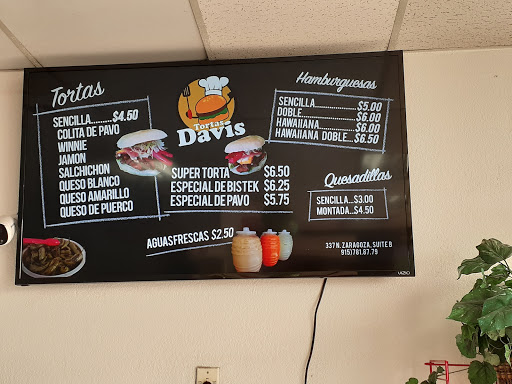 Tortas
SENCILLA.........$4.50
COLITA DE PAVO
WINNIE
JAMON
SALCHICHON
QUESO BLANCO
QUESO AMARILLO
QUESO DE PUERCO
Tortas
Davis
SUPER TORTA $6.50
ESPECIAL DE BISTEK $6.25
ESPECIAL DE PAVO $5.75
AGUASFRESCAS $2.50
Hamburguesas
SENCILLA...............$5.00
DOBLE...................$6.00
HAWAIIANA............$6.00
HAWAIIANA DOBLE...$6.50
Quesadillas
SENCILLA...$3.00
MONTADA...$4.50
337 N. ZARAGOZA, SUITE B
915)781.87.79
VIZIO